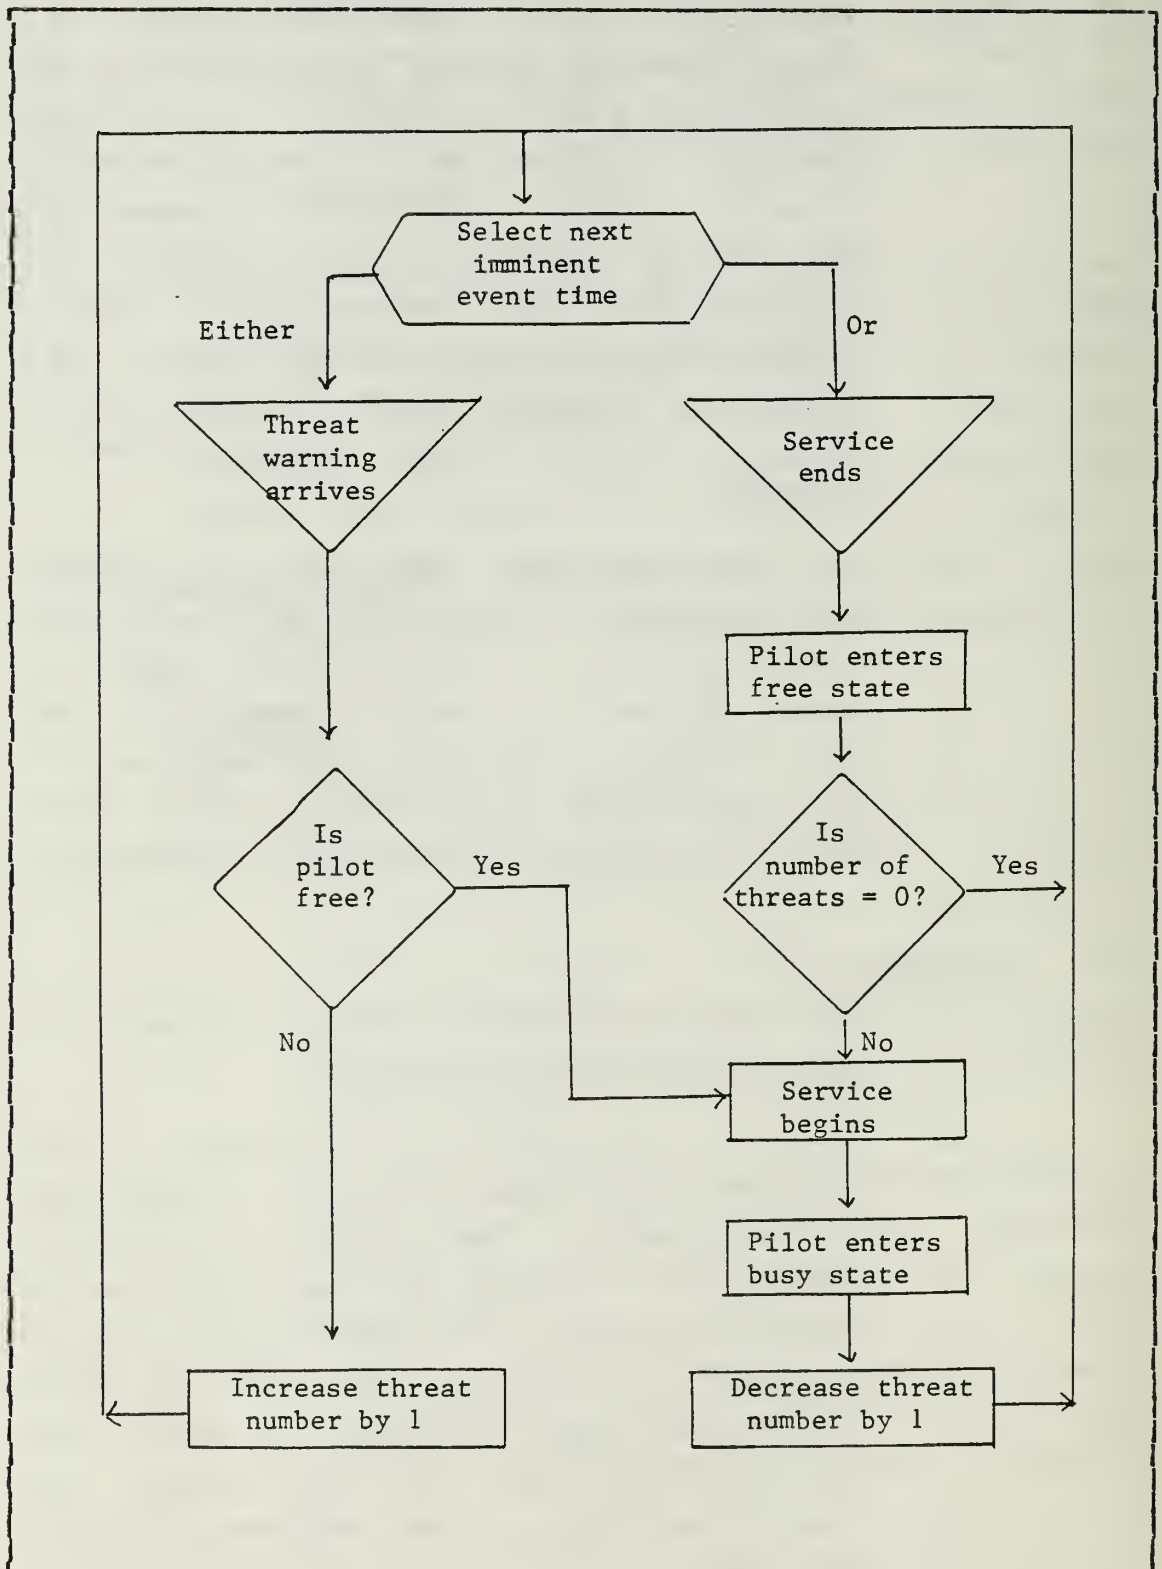 Select next
imminent
event time
Either
Or
Threat
warning
arrives
Service
ends
Pilot enters
free state
Is
pilot
free?
Yes
Is
number of
threats = 0?
Yes
No
No
Service
begins
Pilot enters
busy state
Increase threat
number by 1
Decrease threat
number by 1